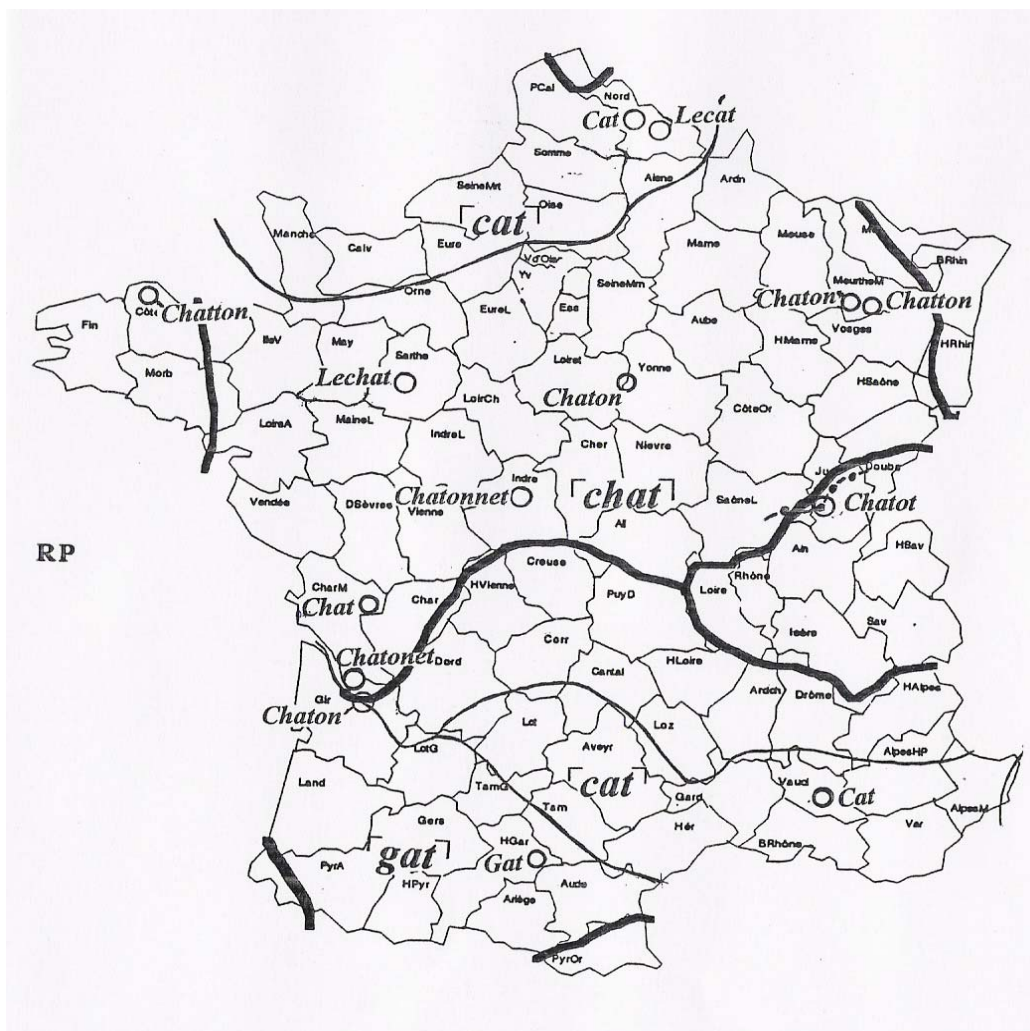 PCal
Nord
Cat
Lecat
Somme
Aisne
Ardn
SeineMrt
Oise
cat
Manche
Calv
Eure
Marne
Meuse
BRhin
VdOise
Yv
SeineMrn
MeurtheM
Orne
Chaton
Chatton
Chatton
EureL
Ess
Aube
Vosges
Fin
IlleV
May
HMarne
HRhin
Sarthe
Loiret
Yonne
Morb
Lechat
HSaône
LoirCh
Chaton
CôteOr
LoireA
MaineL
IndreL
Cher
Nievre
Doubs
Indre
Chatonnet
chat
SaôneL
Chatot
Vendée
DSèvres
Vienne
Al
RP
Ain
HSav
Creuse
Rhône
CharM
HVienne
Loire
Chat
Char
PuyD
Sav
Isère
Corr
Chatonet
Dord
HLoire
Cantal
Gir
Ardch
Drôme
HAlpes
Chaton
Lot
Loz
LotG
Aveyr
AlpesHP
Land
TarnG
cat
Vaucl
Cat
Gard
Tarn
AlpesM
Gers
Hér
Var
gat
HGar
BRhône
PyrA
Gat
HPyr
Aude
Ariège
PyrOr